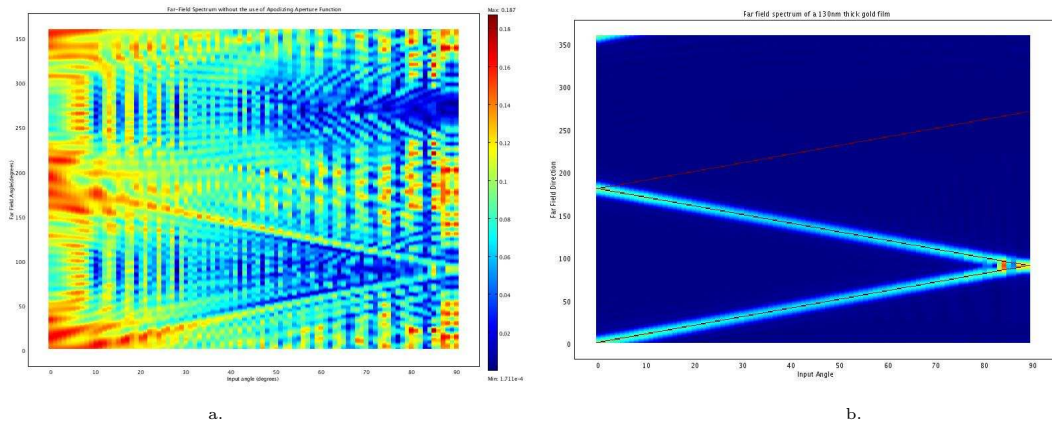 Far-Field Spectrum without the use of Apodizing Aperture Function
Max: 0.187
350
300
250
200
150
100
50
0
Far Field Angle(degrees)
0 10 20 30 40 50 60 70 80 90
Input angle (degrees)
0.18
0.16
0.14
0.12
0.1
0.08
0.06
0.04
0.02
Min: 1.711e-4
a.
Far field spectrum of a 130nm thick gold film
350
300
250
200
150
100
50
0
Far Field Direction
0 10 20 30 40 50 60 70 80 90
Input Angle
b.